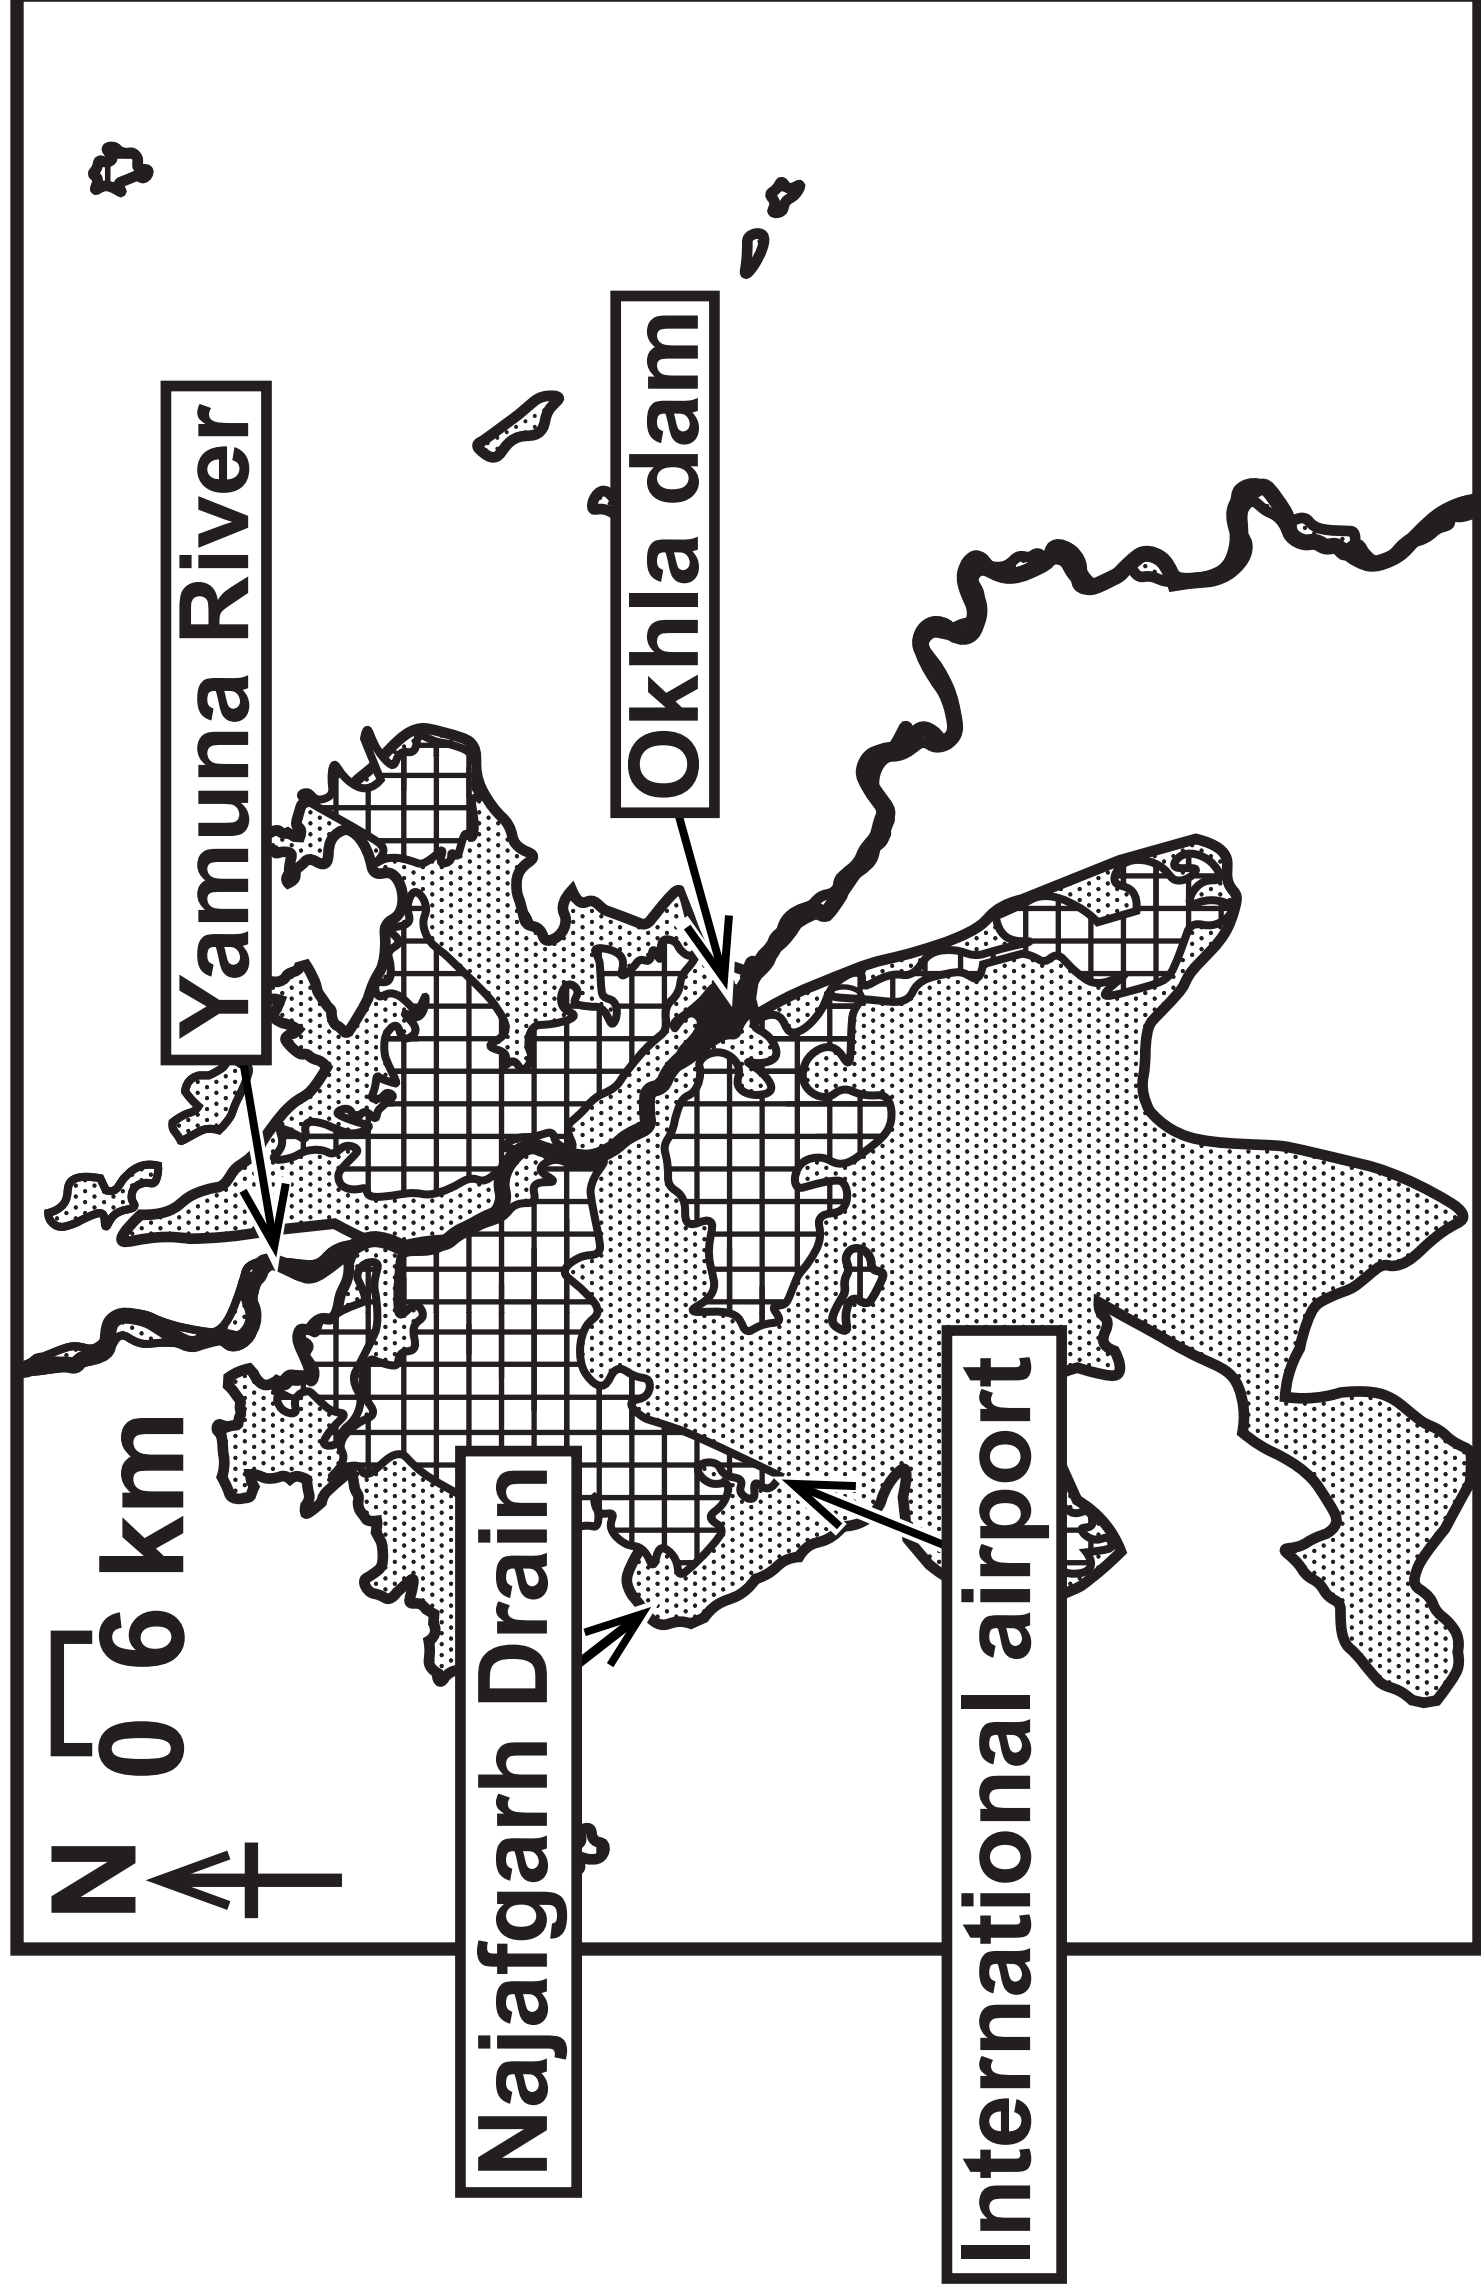 N
0 6 km
Yamuna River
Najafgarh Drain
Okhla dam
International airport